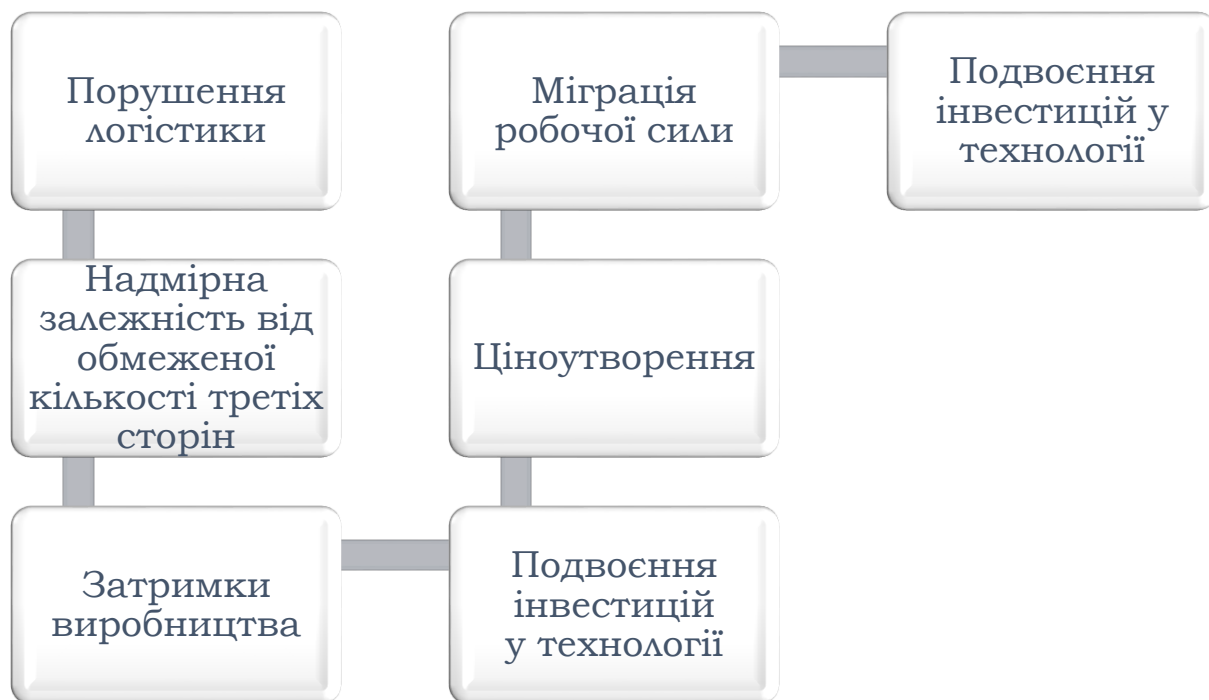 Порушення
логістики
Надмірна
залежність від
обмеженої
кількості третіх
сторін
Затримки
виробництва
Подвоєння
інвестицій
у технології
Ціноутворення
Міграція
робочої сили
Подвоєння
інвестицій у
технології